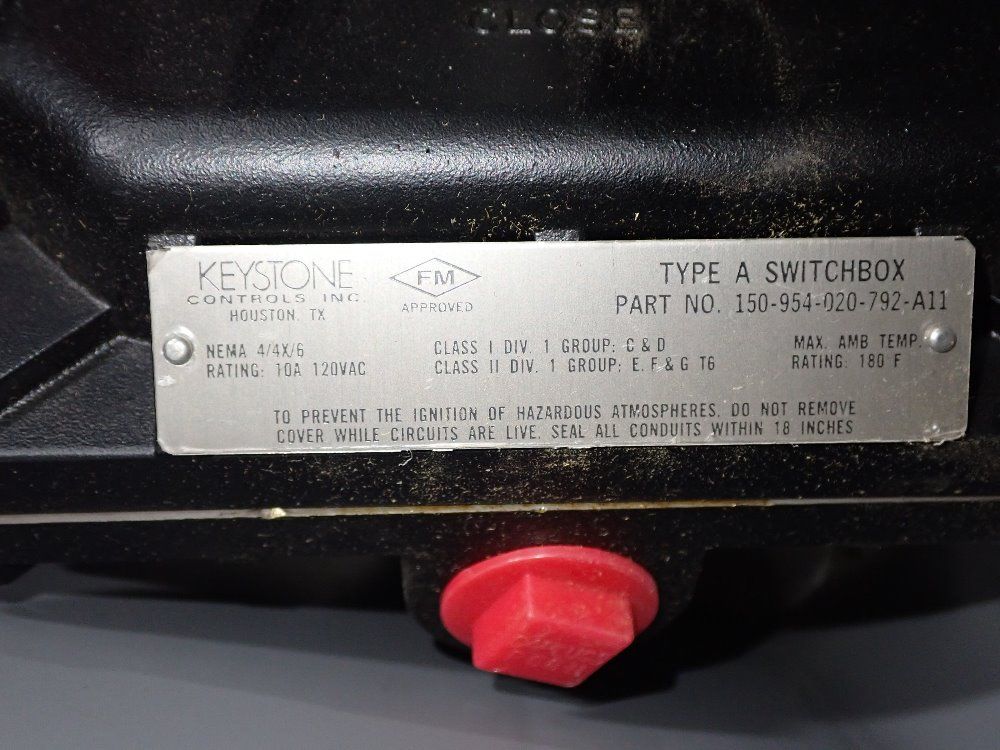 CLOSE
KEYSTONE
CONTROLS INC.
HOUSTON, TX
FM
APPROVED
TYPE A SWITCHBOX
PART NO. 150-954-020-792-A11
NEMA 4/4X/6
RATING: 10A 120VAC
CLASS I DIV. 1 GROUP: C & D
CLASS II DIV. 1 GROUP: E, F & G T6
MAX. AMB TEMP.
RATING: 180 F
TO PREVENT THE IGNITION OF HAZARDOUS ATMOSPHERES, DO NOT REMOVE
COVER WHILE CIRCUITS ARE LIVE. SEAL ALL CONDUITS WITHIN 18 INCHES